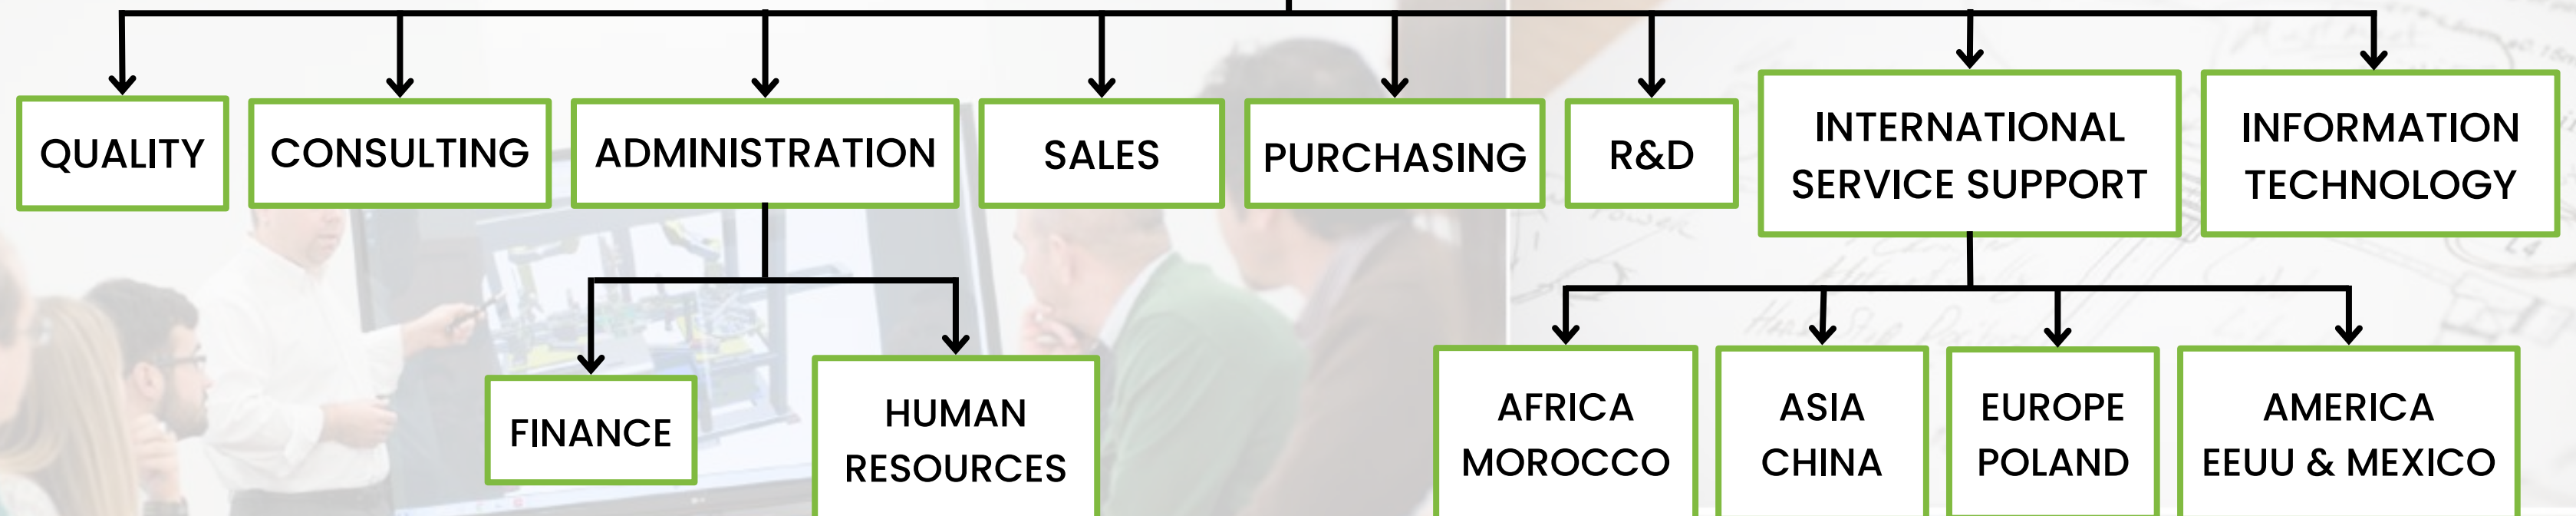 QUALITY
CONSULTING
ADMINISTRATION
SALES
PURCHASING
R&D
INTERNATIONAL
SERVICE SUPPORT
INFORMATION
TECHNOLOGY
FINANCE
HUMAN
RESOURCES
AFRICA
MOROCCO
ASIA
CHINA
EUROPE
POLAND
AMERICA
EEUU & MEXICO